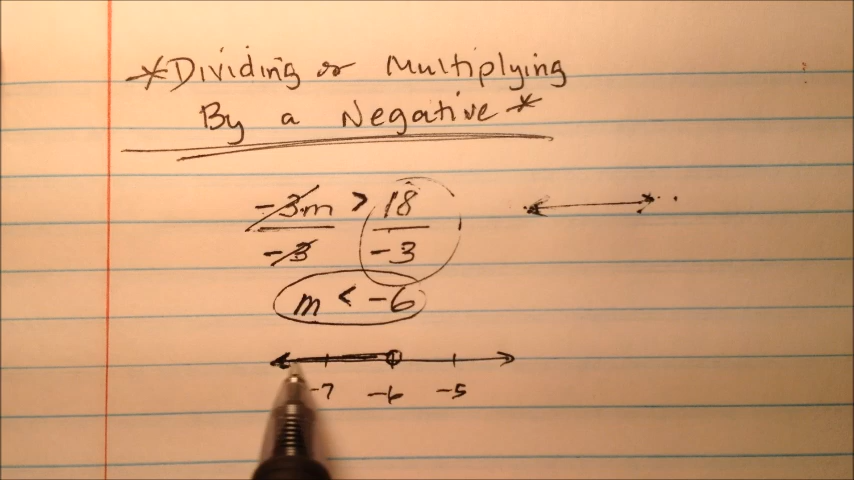 *Dividing or Multiplying
By a Negative*
-3m > 18
-3 -3
m < -6
-7 -6 -5